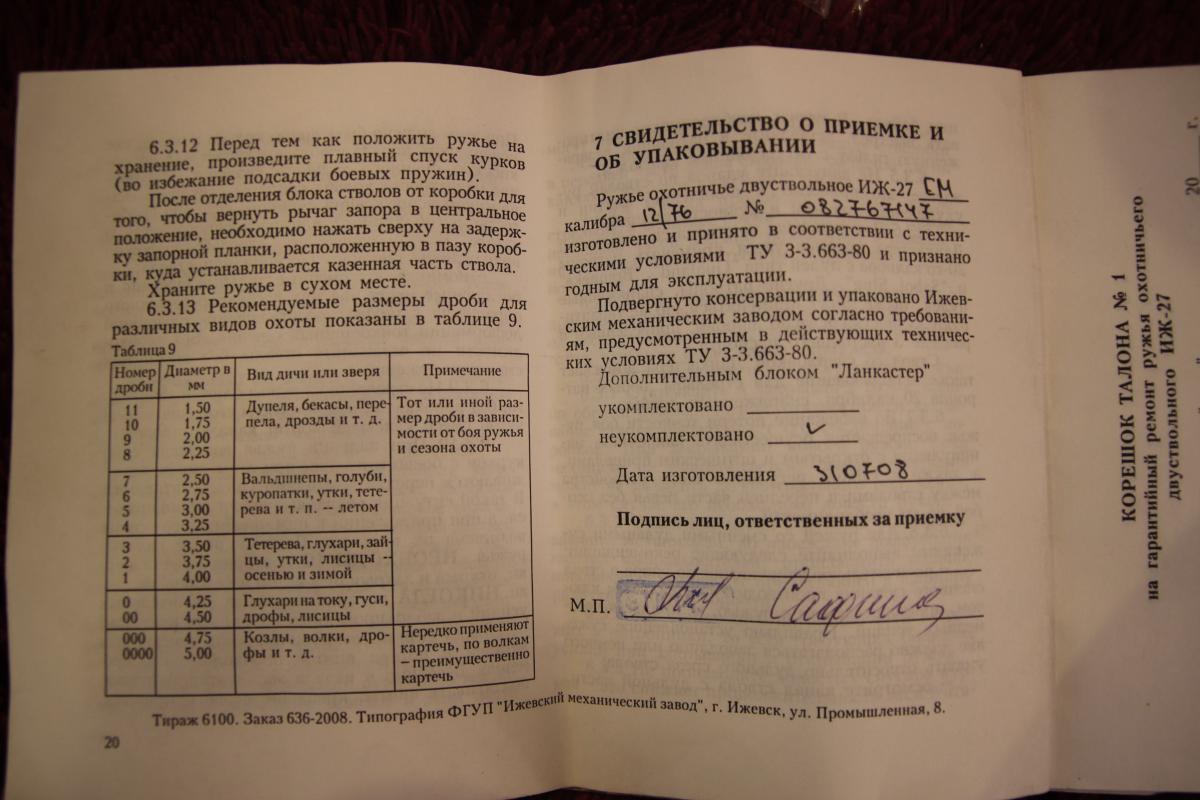 6.3.12 Перед тем как положить ружье на
хранение, произведите плавный спуск курков
(во избежание подсадки боевых пружин).
После отделения блока стволов от коробки для
того, чтобы вернуть рычаг запора в центральное
положение, необходимо нажать сверху на задерж-
ку запорной планки, расположенную в пазу короб-
ки, куда устанавливается казенная часть ствола.
Храните ружье в сухом месте.
6.3.13 Рекомендуемые размеры дроби для
различных видов охоты показаны в таблице 9.
Таблица 9
Номер дроби Диаметр в мм Вид дичи или зверя Примечание
11 1,50 Дупеля, бекасы, пере- Тот или иной раз-
10 1,75 пела, дрозды и т. д. мер дроби в зависи-
9 2,00 мости от боя ружья
8 2,25 и сезона охоты
7 2,50 Вальдшнепы, голуби,
6 2,75 куропатки, утки, тете-
5 3,00 рева и т. п. -- летом
4 3,25
3 3,50 Тетерева, глухари, зай-
2 3,75 цы, утки, лисицы --
1 4,00 осенью и зимой
0 4,25 Глухари на току, гуси,
00 4,50 дрофы, лисицы
000 4,75 Козлы, волки, дро- Нередко применяют
0000 5,00 фы и т. д. картечь, по волкам
– преимущественно
картечь
Тираж 6100. Заказ 636-2008. Типография ФГУП "Ижевский механический завод", г. Ижевск, ул. Промышленная, 8.
20
7 СВИДЕТЕЛЬСТВО О ПРИЕМКЕ И
ОБ УПАКОВЫВАНИИ
Ружье охотничье двуствольное ИЖ-27 ЕМ
калибра 12/76 № 082767147
изготовлено и принято в соответствии с техни-
ческими условиями ТУ 3-3.663-80 и признано
годным для эксплуатации.
Подвергнуто консервации и упаковано Ижев-
ским механическим заводом согласно требовани-
ям, предусмотренным в действующих техничес-
ких условиях ТУ 3-3.663-80.
Дополнительным блоком "Ланкастер"
укомплектовано
неукомплектовано ✓
Дата изготовления 310708
Подпись лиц, ответственных за приемку
М.П.
КОРЕШОК ТАЛОНА № 1
на гарантийный ремонт ружья охотничьего
двуствольного ИЖ-27
20 г.